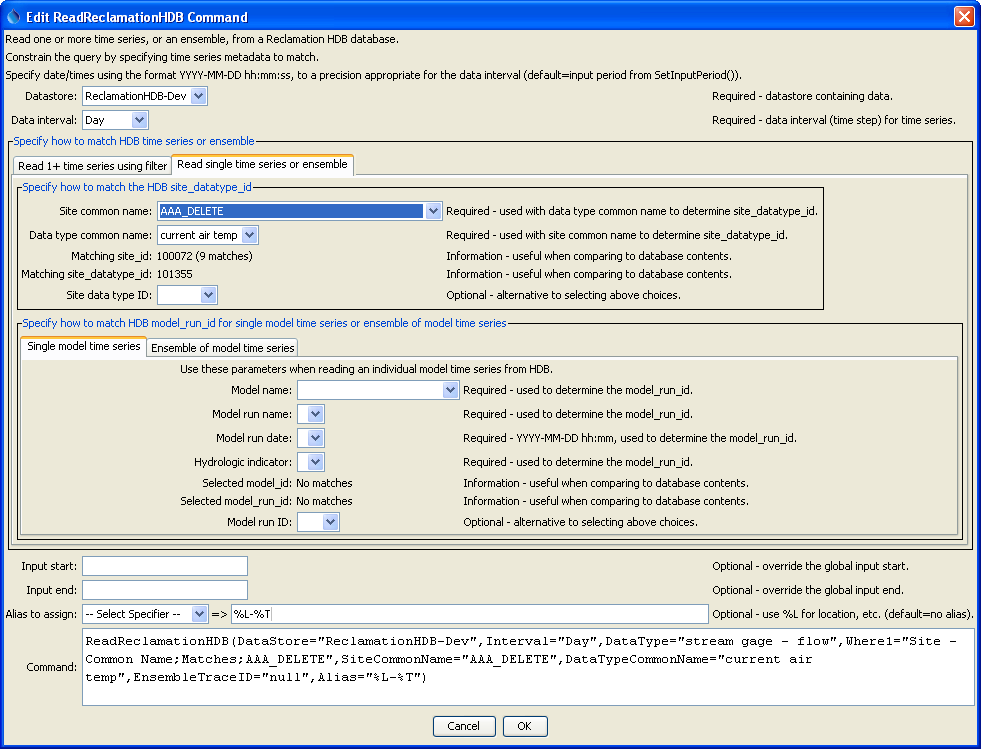 Edit ReadReclamationHDB Command
Read one or more time series, or an ensemble, from a Reclamation HDB database.
Constrain the query by specifying time series metadata to match.
Specify date/times using the format YYYY-MM-DD hh:mm:ss, to a precision appropriate for the data interval (default=input period from SetInputPeriod()).
Datastore: ReclamationHDB-Dev Required - datastore containing data.
Data interval: Day Required - data interval (time step) for time series.
Specify how to match HDB time series or ensemble
Read 1+ time series using filter Read single time series or ensemble
Specify how to match the HDB site_datatype_id
Site common name: AAA_DELETE Required - used with data type common name to determine site_datatype_id.
Data type common name: current air temp Required - used with site common name to determine site_datatype_id.
Matching site_id: 100072 (9 matches) Information - useful when comparing to database contents.
Matching site_datatype_id: 101355 Information - useful when comparing to database contents.
Site data type ID: Optional - alternative to selecting above choices.
Specify how to match HDB model_run_id for single model time series or ensemble of model time series
Single model time series Ensemble of model time series
Use these parameters when reading an individual model time series from HDB.
Model name: Required - used to determine the model_run_id.
Model run name: Required - used to determine the model_run_id.
Model run date: Required - YYYY-MM-DD hh:mm, used to determine the model_run_id.
Hydrologic indicator: Required - used to determine the model_run_id.
Selected model_id: No matches Information - useful when comparing to database contents.
Selected model_run_id: No matches Information - useful when comparing to database contents.
Model run ID: Optional - alternative to selecting above choices.
Input start: Optional - override the global input start.
Input end: Optional - override the global input end.
Alias to assign: -- Select Specifier -- => %L-%T Optional - use %L for location, etc. (default=no alias).
ReadReclamationHDB(DataStore="ReclamationHDB-Dev",Interval="Day",DataType="stream gage - flow",Where1="Site -
Command: Common Name;Matches;AAA_DELETE",SiteCommonName="AAA_DELETE",DataTypeCommonName="current air
temp",EnsembleTraceID="null",Alias="%L-%T")
Cancel OK